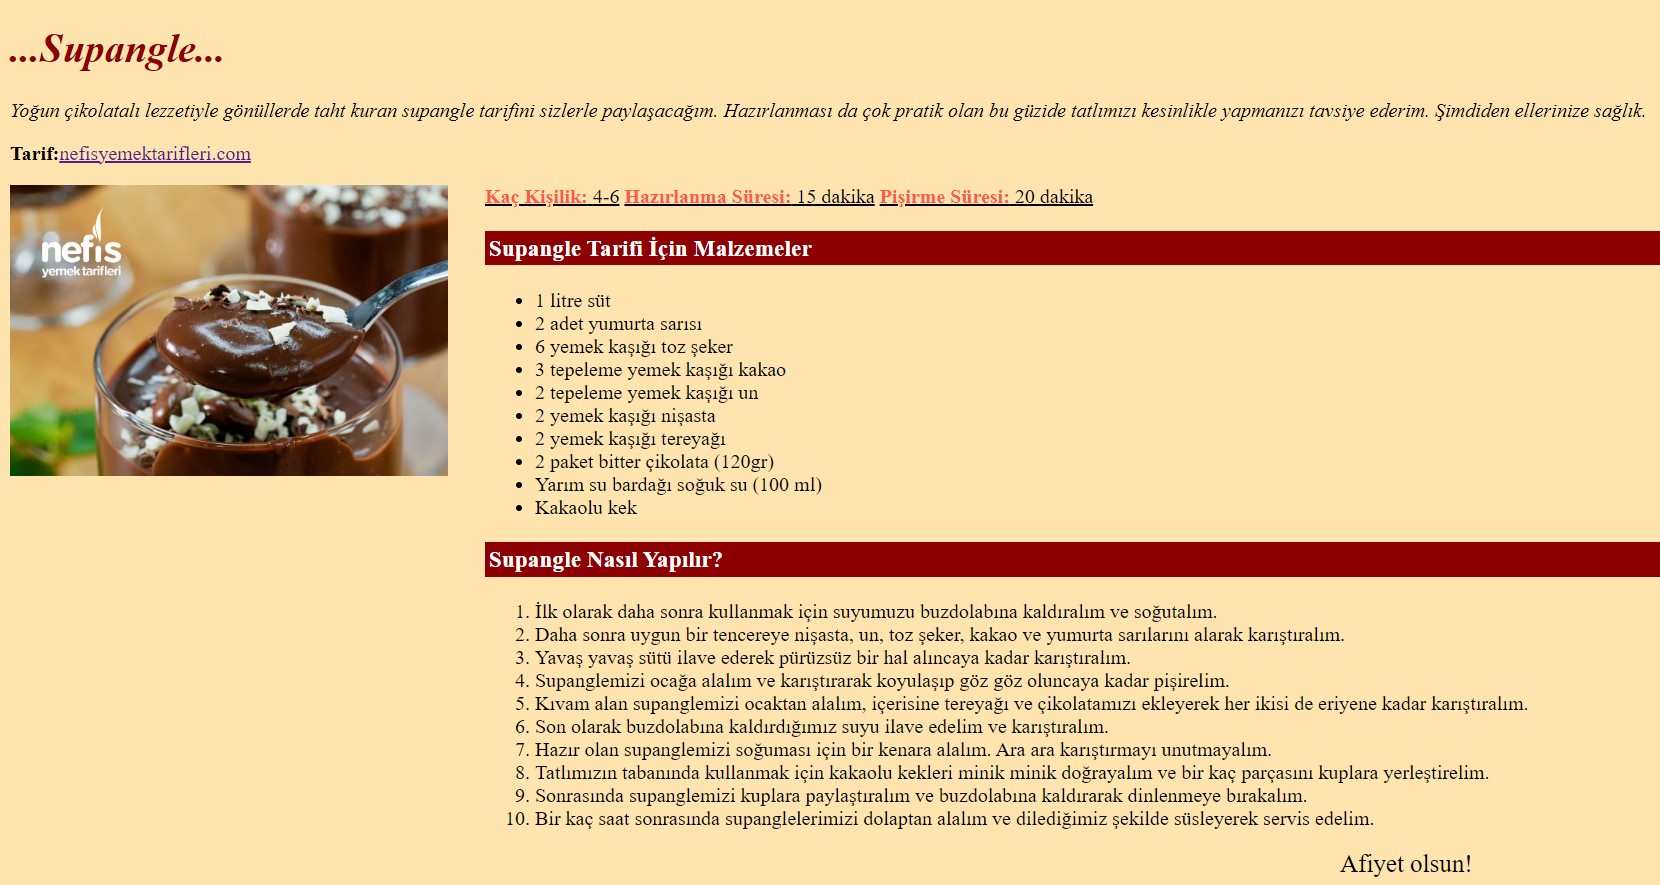 ...Supangle...
Yoğun çikolatalı lezzetiyle gönüllerde taht kuran supangle tarifini sizlerle paylaşacağım. Hazırlanması da çok pratik olan bu güzide tatlımızı kesinlikle yapmanızı tavsiye ederim. Şimdiden ellerinize sağlık.
Tarif:nefisyemektarifleri.com
nefis
yemek tarifleri
Kaç Kişilik: 4-6 Hazırlanma Süresi: 15 dakika Pişirme Süresi: 20 dakika
Supangle Tarifi İçin Malzemeler
• 1 litre süt
• 2 adet yumurta sarısı
• 6 yemek kaşığı toz şeker
• 3 tepeleme yemek kaşığı kakao
• 2 tepeleme yemek kaşığı un
• 2 yemek kaşığı nişasta
• 2 yemek kaşığı tereyağı
• 2 paket bitter çikolata (120gr)
• Yarım su bardağı soğuk su (100 ml)
• Kakaolu kek
Supangle Nasıl Yapılır?
1. İlk olarak daha sonra kullanmak için suyumuzu buzdolabına kaldıralım ve soğutalım.
2. Daha sonra uygun bir tencereye nişasta, un, toz şeker, kakao ve yumurta sarılarını alarak karıştıralım.
3. Yavaş yavaş sütü ilave ederek pürüzsüz bir hal alıncaya kadar karıştıralım.
4. Supanglemizi ocağa alalım ve karıştırarak koyulaşıp göz göz oluncaya kadar pişirelim.
5. Kıvam alan supanglemizi ocaktan alalım, içerisine tereyağı ve çikolatamızı ekleyerek her ikisi de eriyene kadar karıştıralım.
6. Son olarak buzdolabına kaldırdığımız suyu ilave edelim ve karıştıralım.
7. Hazır olan supanglemizi soğuması için bir kenara alalım. Ara ara karıştırmayı unutmayalım.
8. Tatlımızın tabanında kullanmak için kakaolu kekleri minik minik doğrayalım ve bir kaç parçasını kuplara yerleştirelim.
9. Sonrasında supanglemizi kuplara paylaştıralım ve buzdolabına kaldırarak dinlenmeye bırakalım.
10. Bir kaç saat sonrasında supanglelerimizi dolaptan alalım ve dilediğimiz şekilde süsleyerek servis edelim.
Afiyet olsun!